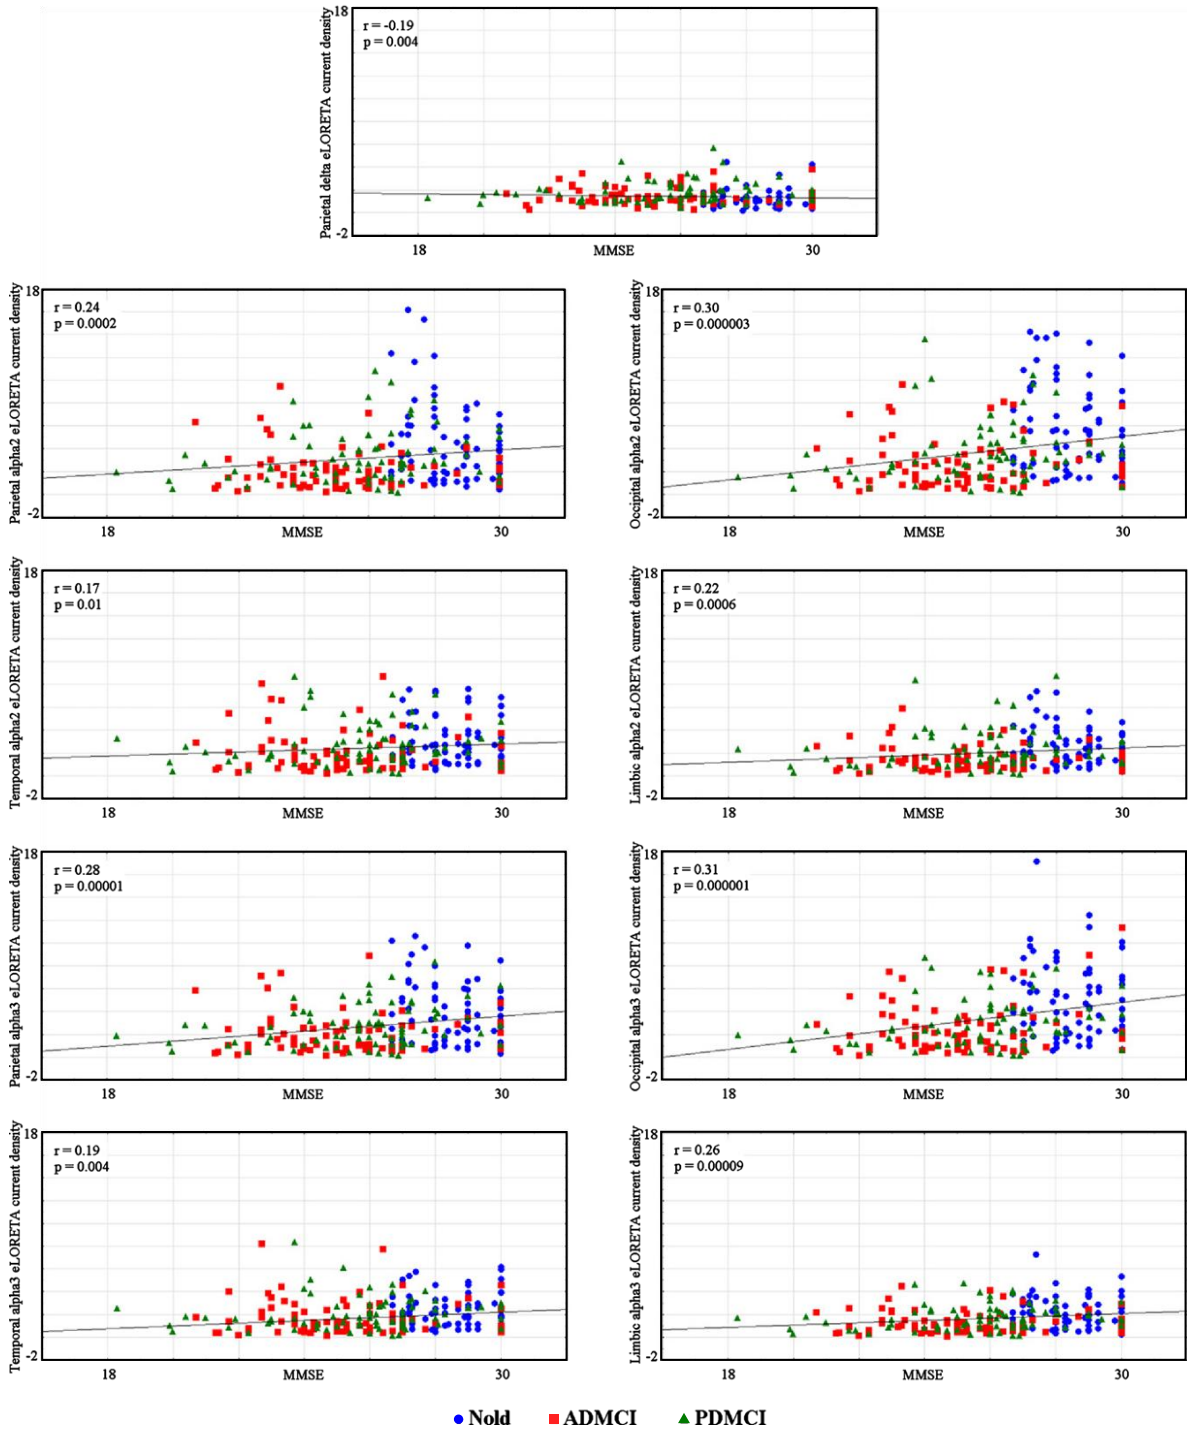 18
r = -0.19
p = 0.004
Parietal delta eLORETA current density
-2
18
MMSE
30
18
r = 0.24
p = 0.0002
Parietal alpha2 eLORETA current density
-2
18
MMSE
30
18
r = 0.30
p = 0.000003
Occipital alpha2 eLORETA current density
-2
18
MMSE
30
18
r = 0.17
p = 0.01
Temporal alpha2 eLORETA current density
-2
18
MMSE
30
18
r = 0.22
p = 0.0006
Limbic alpha2 eLORETA current density
-2
18
MMSE
30
18
r = 0.28
p = 0.00001
Parietal alpha3 eLORETA current density
-2
18
MMSE
30
18
r = 0.31
p = 0.000001
Occipital alpha3 eLORETA current density
-2
18
MMSE
30
18
r = 0.19
p = 0.004
Temporal alpha3 eLORETA current density
-2
18
MMSE
30
18
r = 0.26
p = 0.00009
Limbic alpha3 eLORETA current density
-2
18
MMSE
30
Nold ADMCI PDMCI